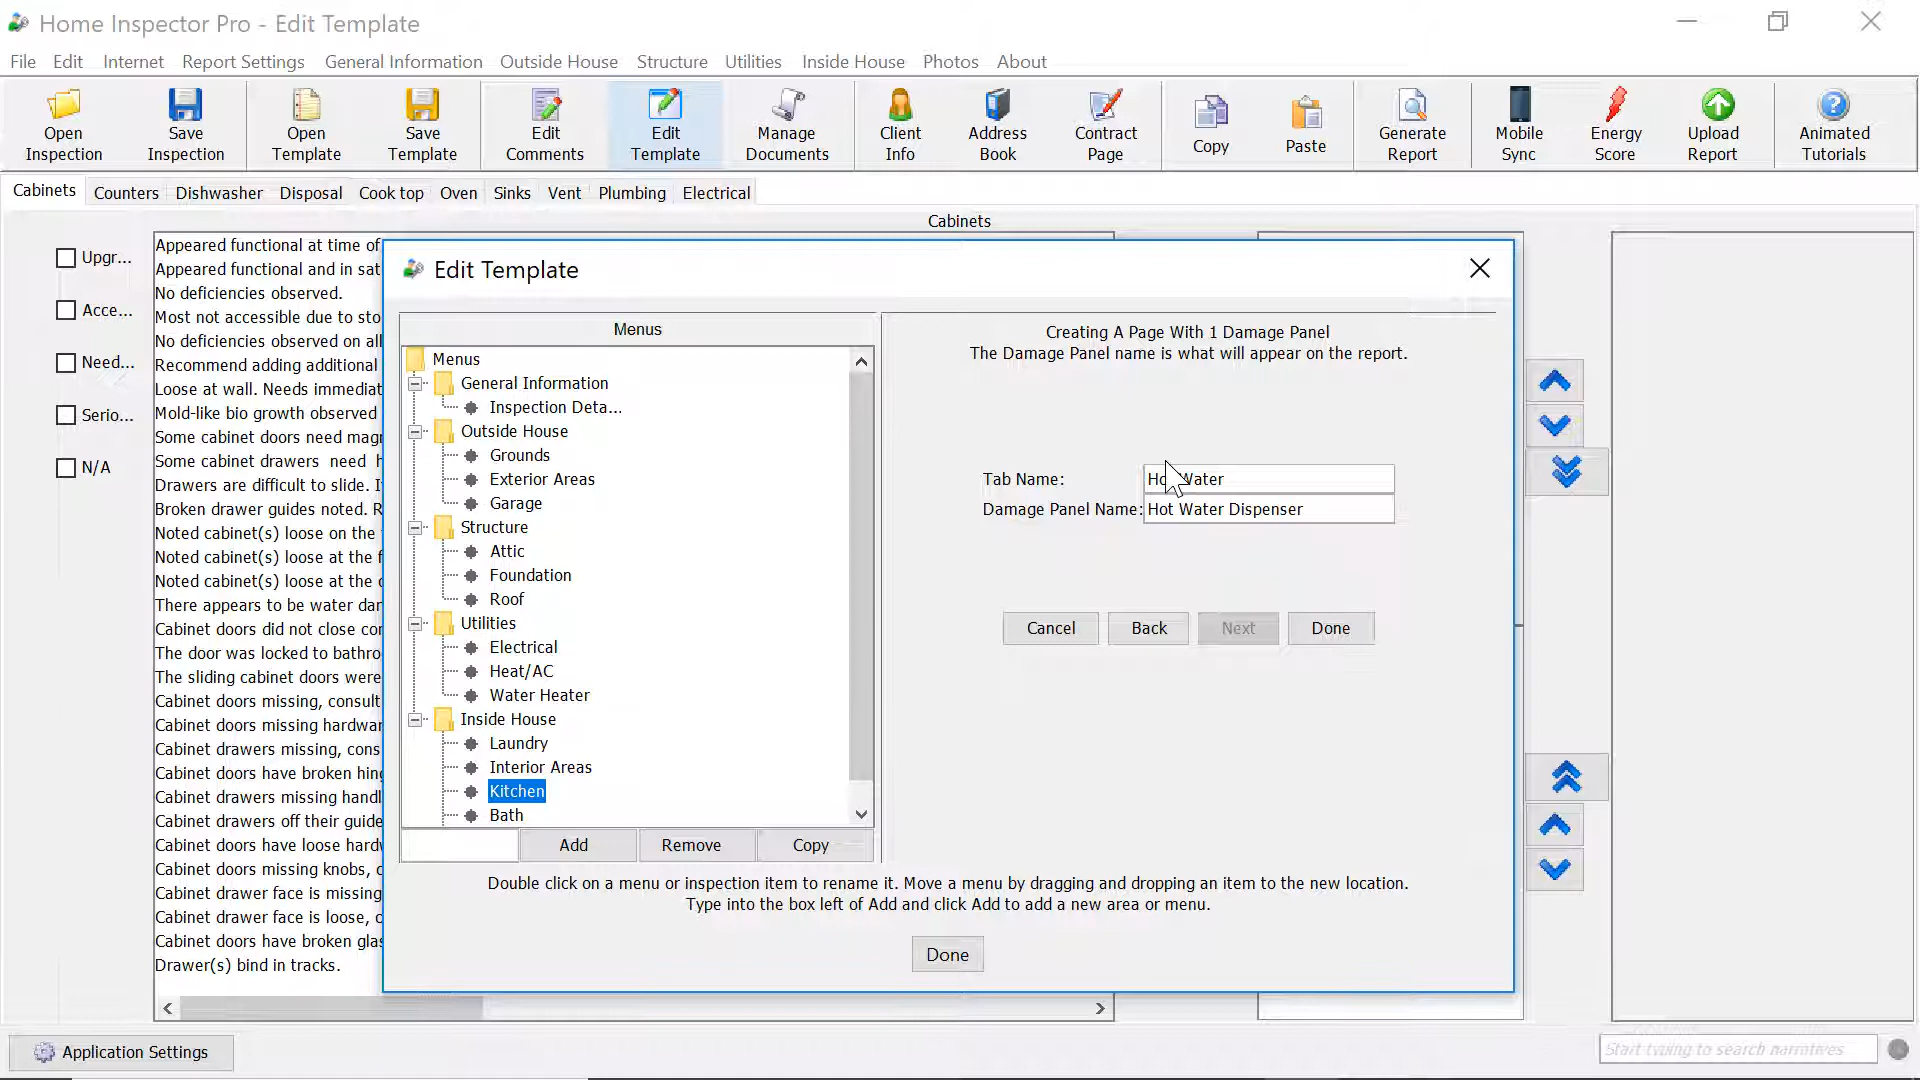 Home Inspector Pro - Edit Template
File Edit Internet Report Settings General Information Outside House Structure Utilities Inside House Photos About
Open Inspection
Save Inspection
Open Template
Save Template
Edit Comments
Edit Template
Manage Documents
Client Info
Address Book
Contract Page
Copy
Paste
Generate Report
Mobile Sync
Energy Score
Upload Report
Animated Tutorials
Cabinets Counters Dishwasher Disposal Cook top Oven Sinks Vent Plumbing Electrical
Cabinets
Upgr...
Acce...
Need...
Serio...
N/A
Appeared functional at time of
Appeared functional and in sat
No deficiencies observed.
Most not accessible due to sto
No deficiencies observed on all
Recommend adding additional
Loose at wall. Needs immediat
Mold-like bio growth observed
Some cabinet doors need mag
Some cabinet drawers need
Drawers are difficult to slide.
Broken drawer guides noted. R
Noted cabinet(s) loose on the
Noted cabinet(s) loose at the
Noted cabinet(s) loose at the
There appears to be water dar
Cabinet doors did not close cor
The door was locked to bathro
The sliding cabinet doors were
Cabinet doors missing, consult
Cabinet doors missing hardwar
Cabinet drawers missing, cons
Cabinet doors have broken hing
Cabinet drawers missing handl
Cabinet drawers off their guide
Cabinet doors have loose hardw
Cabinet doors missing knobs,
Cabinet drawer face is missing
Cabinet drawer face is loose,
Cabinet doors have broken glas
Drawer(s) bind in tracks.
Edit Template
Menus
Menus
General Information
Inspection Deta...
Outside House
Grounds
Exterior Areas
Garage
Structure
Attic
Foundation
Roof
Utilities
Electrical
Heat/AC
Water Heater
Inside House
Laundry
Interior Areas
Kitchen
Bath
Add Remove Copy
Creating A Page With 1 Damage Panel
The Damage Panel name is what will appear on the report.
Tab Name: Hot Water
Damage Panel Name: Hot Water Dispenser
Cancel Back Next Done
Double click on a menu or inspection item to rename it. Move a menu by dragging and dropping an item to the new location.
Type into the box left of Add and click Add to add a new area or menu.
Done
Application Settings
Start typing to search narratives